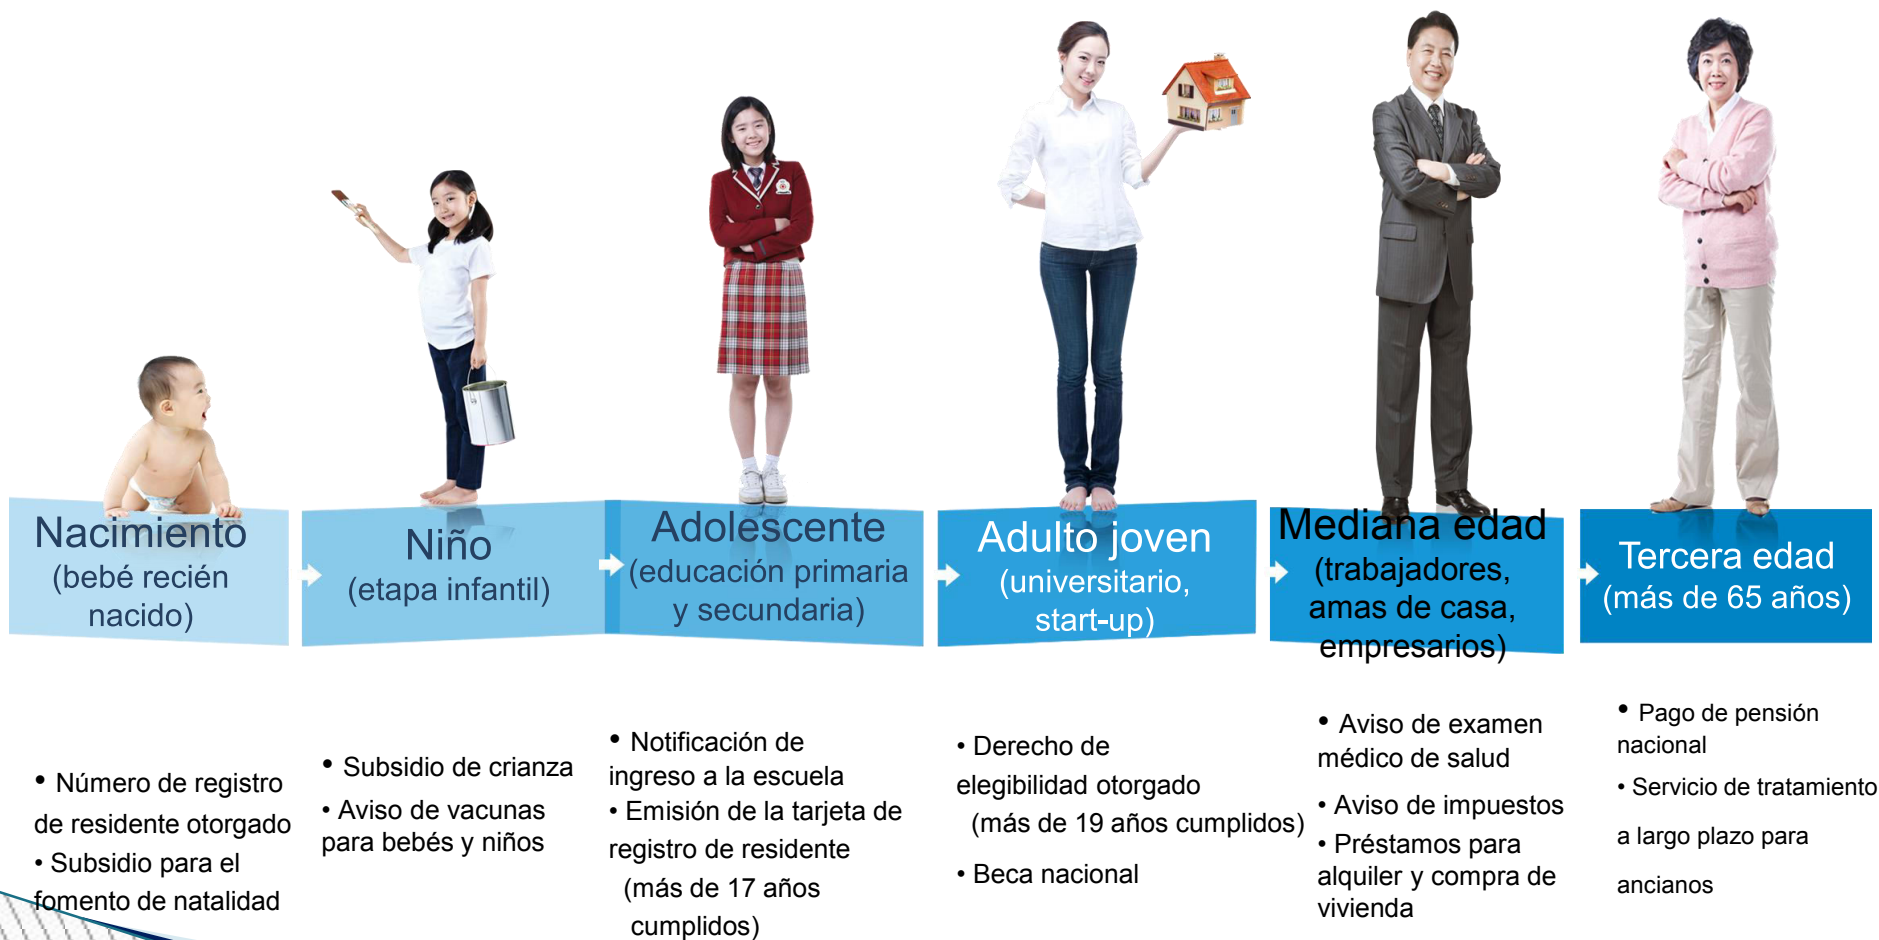 Nacimiento
(bebé recién
nacido)
Niño
(etapa infantil)
Adolescente
(educación primaria
y secundaria)
Adulto joven
(universitario,
start-up)
Mediana edad
(trabajadores,
amas de casa,
empresarios)
Tercera edad
(más de 65 años)
• Número de registro
de residente otorgado
• Subsidio para el
fomento de natalidad
• Subsidio de crianza
• Aviso de vacunas
para bebés y niños
• Notificación de
ingreso a la escuela
• Emisión de la tarjeta de
registro de residente
(más de 17 años
cumplidos)
• Derecho de
elegibilidad otorgado
(más de 19 años cumplidos)
• Beca nacional
• Aviso de examen
médico de salud
• Aviso de impuestos
• Préstamos para
alquiler y compra de
vivienda
• Pago de pensión
nacional
• Servicio de tratamiento
a largo plazo para
ancianos